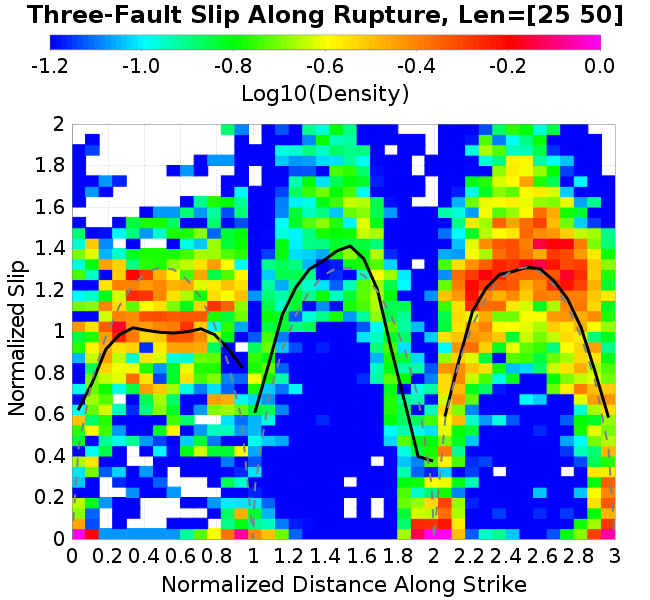 Three-Fault Slip Along Rupture, Len=[25 50]
-1.2 -1.0 -0.8 -0.6 -0.4 -0.2 0.0
Log10(Density)
2
1.8
1.6
1.4
1.2
1
0.8
0.6
0.4
0.2
0
Normalized Slip
0 0.2 0.4 0.6 0.8 1 1.2 1.4 1.6 1.8 2 2.2 2.4 2.6 2.8 3
Normalized Distance Along Strike